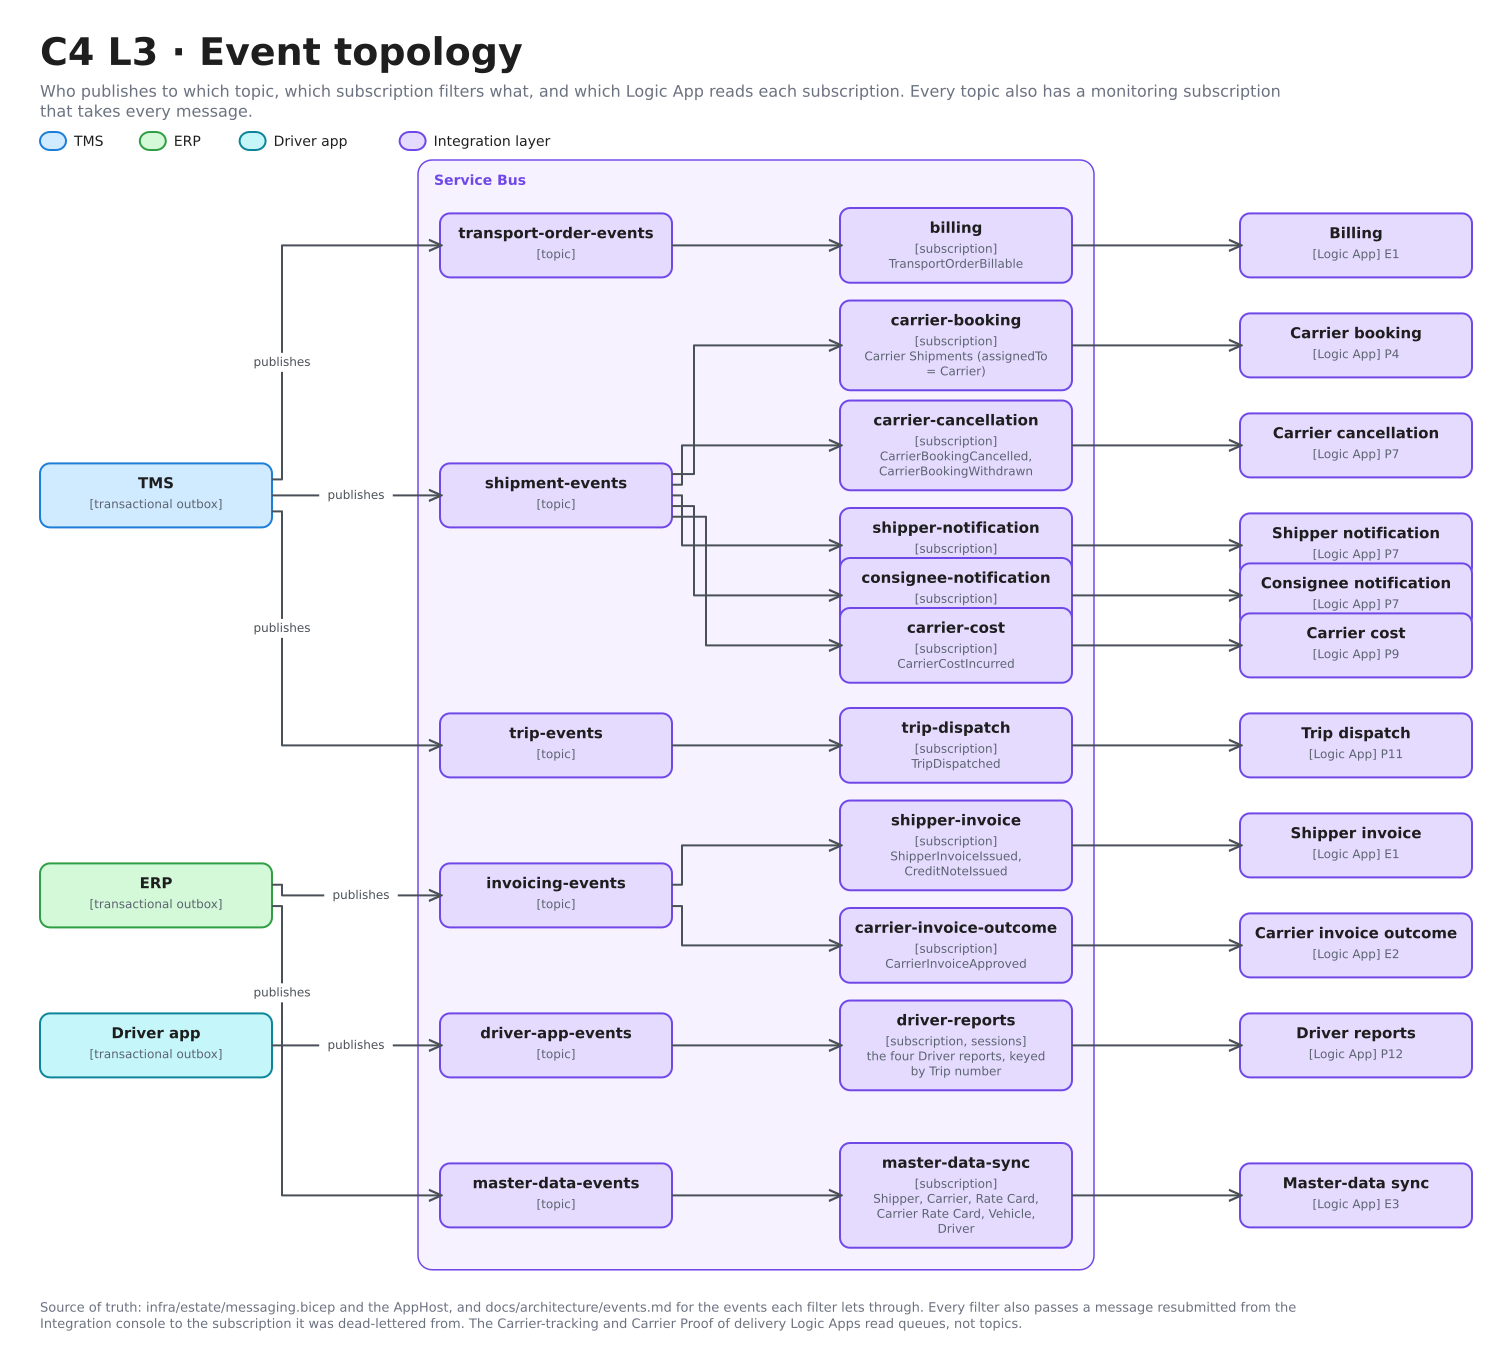 C4 L3 · Event topology
Who publishes to which topic, which subscription filters what, and which Logic App reads each subscription. Every topic also has a monitoring subscription
that takes every message.
TMS
ERP
Driver app
Integration layer
Service Bus
transport-order-events
[topic]
billing
[subscription]
TransportOrderBillable
Billing
[Logic App] E1
carrier-booking
[subscription]
Carrier Shipments (assignedTo
= Carrier)
Carrier booking
[Logic App] P4
publishes
carrier-cancellation
[subscription]
CarrierBookingCancelled,
CarrierBookingWithdrawn
Carrier cancellation
[Logic App] P7
TMS
[transactional outbox]
publishes
shipment-events
[topic]
shipper-notification
[subscription]
Shipper notification
[Logic App] P7
consignee-notification
[subscription]
Consignee notification
[Logic App] P7
publishes
carrier-cost
[subscription]
CarrierCostIncurred
Carrier cost
[Logic App] P9
trip-events
[topic]
trip-dispatch
[subscription]
TripDispatched
Trip dispatch
[Logic App] P11
shipper-invoice
[subscription]
ShipperInvoiceIssued,
CreditNoteIssued
Shipper invoice
[Logic App] E1
ERP
[transactional outbox]
publishes
invoicing-events
[topic]
carrier-invoice-outcome
[subscription]
CarrierInvoiceApproved
Carrier invoice outcome
[Logic App] E2
publishes
Driver app
[transactional outbox]
publishes
driver-app-events
[topic]
driver-reports
[subscription, sessions]
the four Driver reports, keyed
by Trip number
Driver reports
[Logic App] P12
master-data-events
[topic]
master-data-sync
[subscription]
Shipper, Carrier, Rate Card,
Carrier Rate Card, Vehicle,
Driver
Master-data sync
[Logic App] E3
Source of truth: infra/estate/messaging.bicep and the AppHost, and docs/architecture/events.md for the events each filter lets through. Every filter also passes a message resubmitted from the
Integration console to the subscription it was dead-lettered from. The Carrier-tracking and Carrier Proof of delivery Logic Apps read queues, not topics.